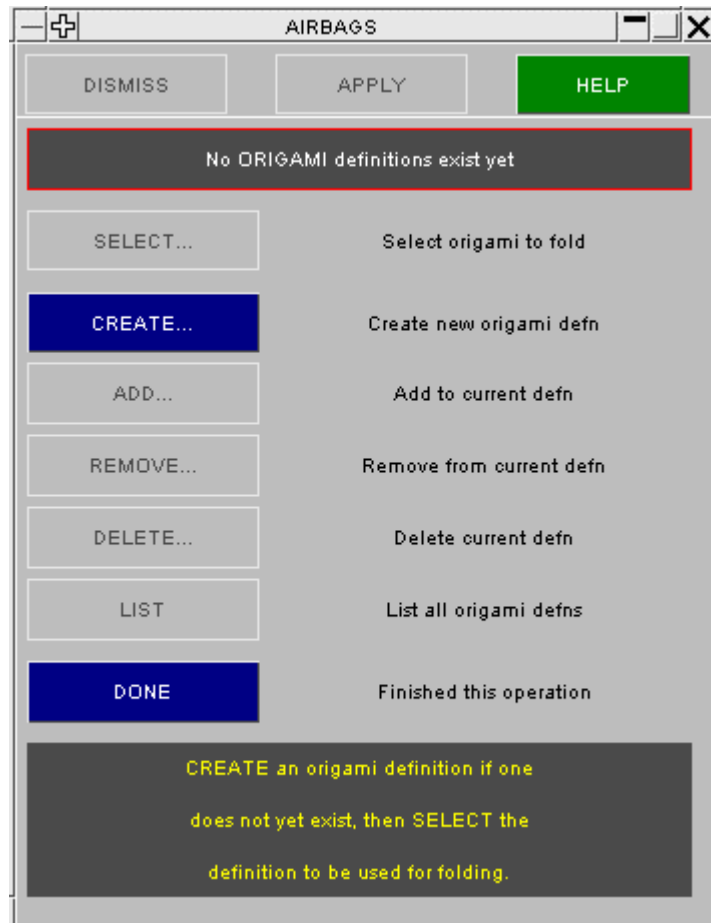 AIRBAGS
DISMISS APPLY HELP
No ORIGAMI definitions exist yet
SELECT... Select origami to fold
CREATE... Create new origami defn
ADD... Add to current defn
REMOVE... Remove from current defn
DELETE... Delete current defn
LIST List all origami defns
DONE Finished this operation
CREATE an origami definition if one
does not yet exist, then SELECT the
definition to be used for folding.